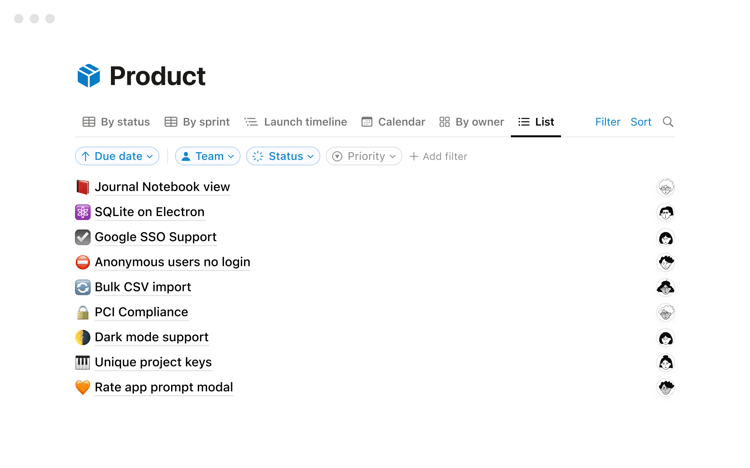 Product
By status By sprint Launch timeline Calendar By owner List Filter Sort
Due date Team Status Priority + Add filter
Journal Notebook view
SQLite on Electron
Google SSO Support
Anonymous users no login
Bulk CSV import
PCI Compliance
Dark mode support
Unique project keys
Rate app prompt modal